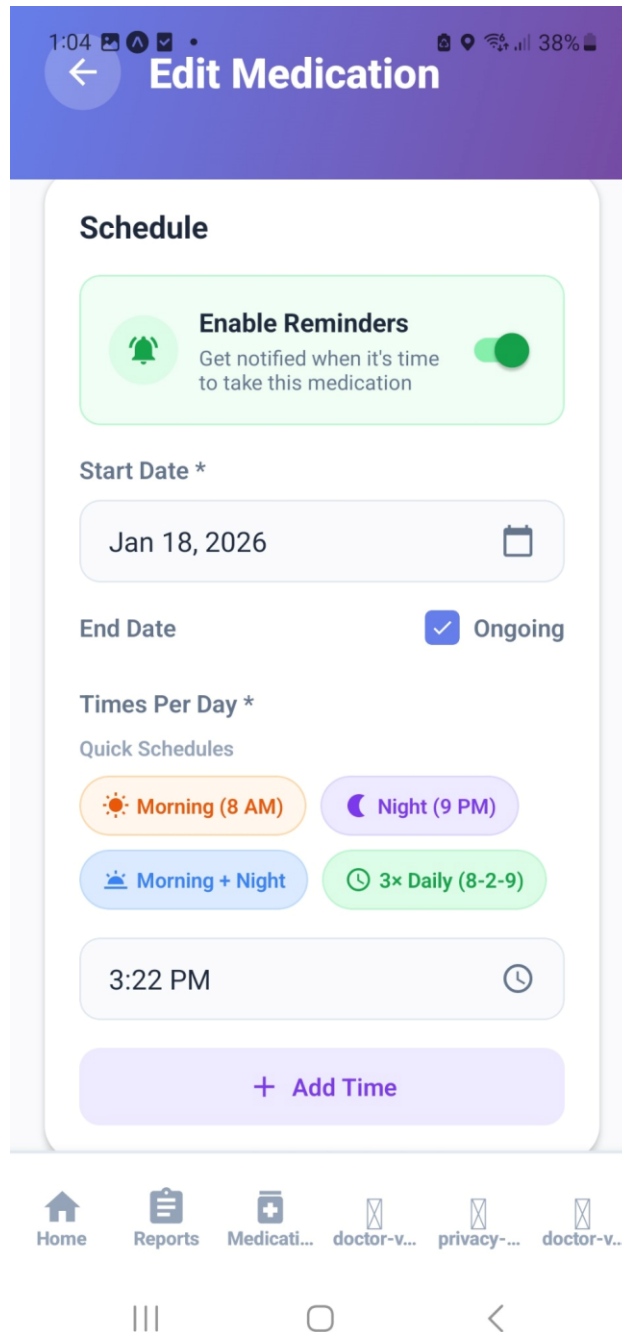 1:04
38%
Edit Medication
Schedule
Enable Reminders
Get notified when it's time
to take this medication
Start Date *
Jan 18, 2026
End Date
Ongoing
Times Per Day *
Quick Schedules
Morning (8 AM)
Night (9 PM)
Morning + Night
3× Daily (8-2-9)
3:22 PM
+ Add Time
Home
Reports
Medicati...
doctor-v...
privacy-...
doctor-v...